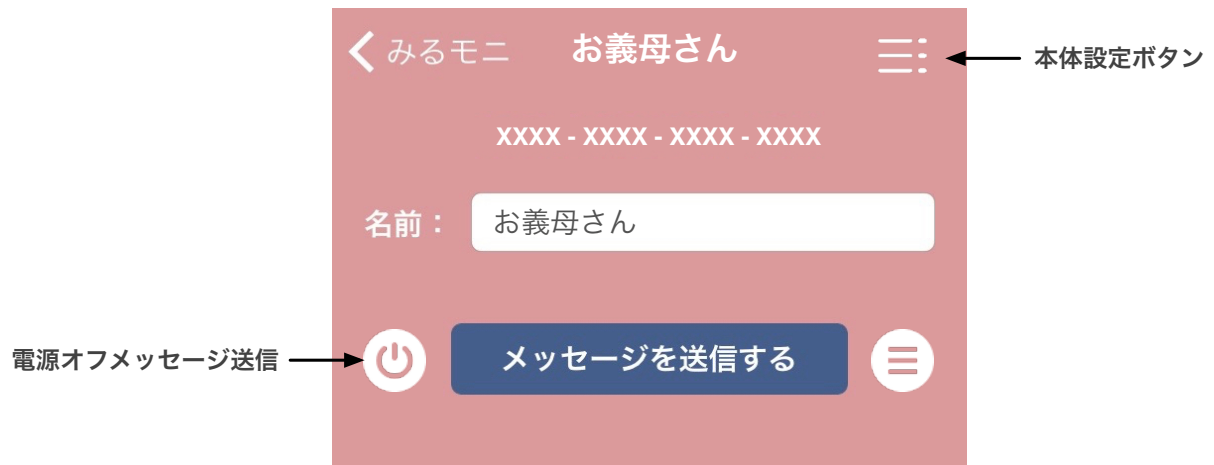 みるモニ お義母さん
本体設定ボタン
XXXX - XXXX - XXXX - XXXX
名前： お義母さん
電源オフメッセージ送信
メッセージを送信する